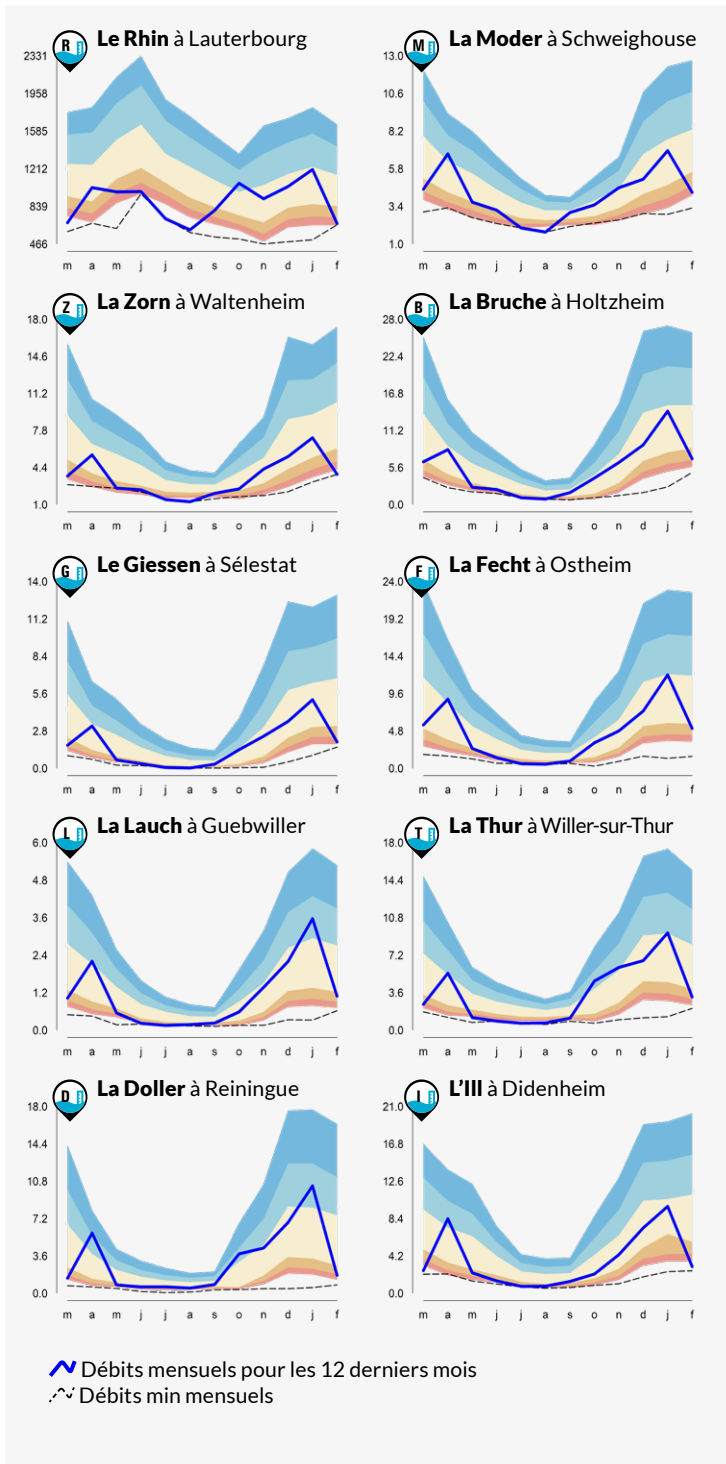 R Le Rhin à Lauterbourg
2331
1958
1585
1212
839
466
m a m j j a s o n d j f
M La Moder à Schweighouse
13.0
10.6
8.2
5.8
3.4
1.0
m a m j j a s o n d j f
Z La Zorn à Waltenheim
18.0
14.6
11.2
7.8
4.4
1.0
m a m j j a s o n d j f
B La Bruche à Holtzheim
28.0
22.4
16.8
11.2
5.6
0.0
m a m j j a s o n d j f
G Le Giessen à Sélestat
14.0
11.2
8.4
5.6
2.8
0.0
m a m j j a s o n d j f
F La Fecht à Ostheim
24.0
19.2
14.4
9.6
4.8
0.0
m a m j j a s o n d j f
L La Lauch à Guebwiller
6.0
4.8
3.6
2.4
1.2
0.0
m a m j j a s o n d j f
T La Thur à Willer-sur-Thur
18.0
14.4
10.8
7.2
3.6
0.0
m a m j j a s o n d j f
D La Doller à Reiningue
18.0
14.4
10.8
7.2
3.6
0.0
m a m j j a s o n d j f
I L'Ill à Didenheim
21.0
16.8
12.6
8.4
4.2
0.0
m a m j j a s o n d j f
Débits mensuels pour les 12 derniers mois
Débits min mensuels